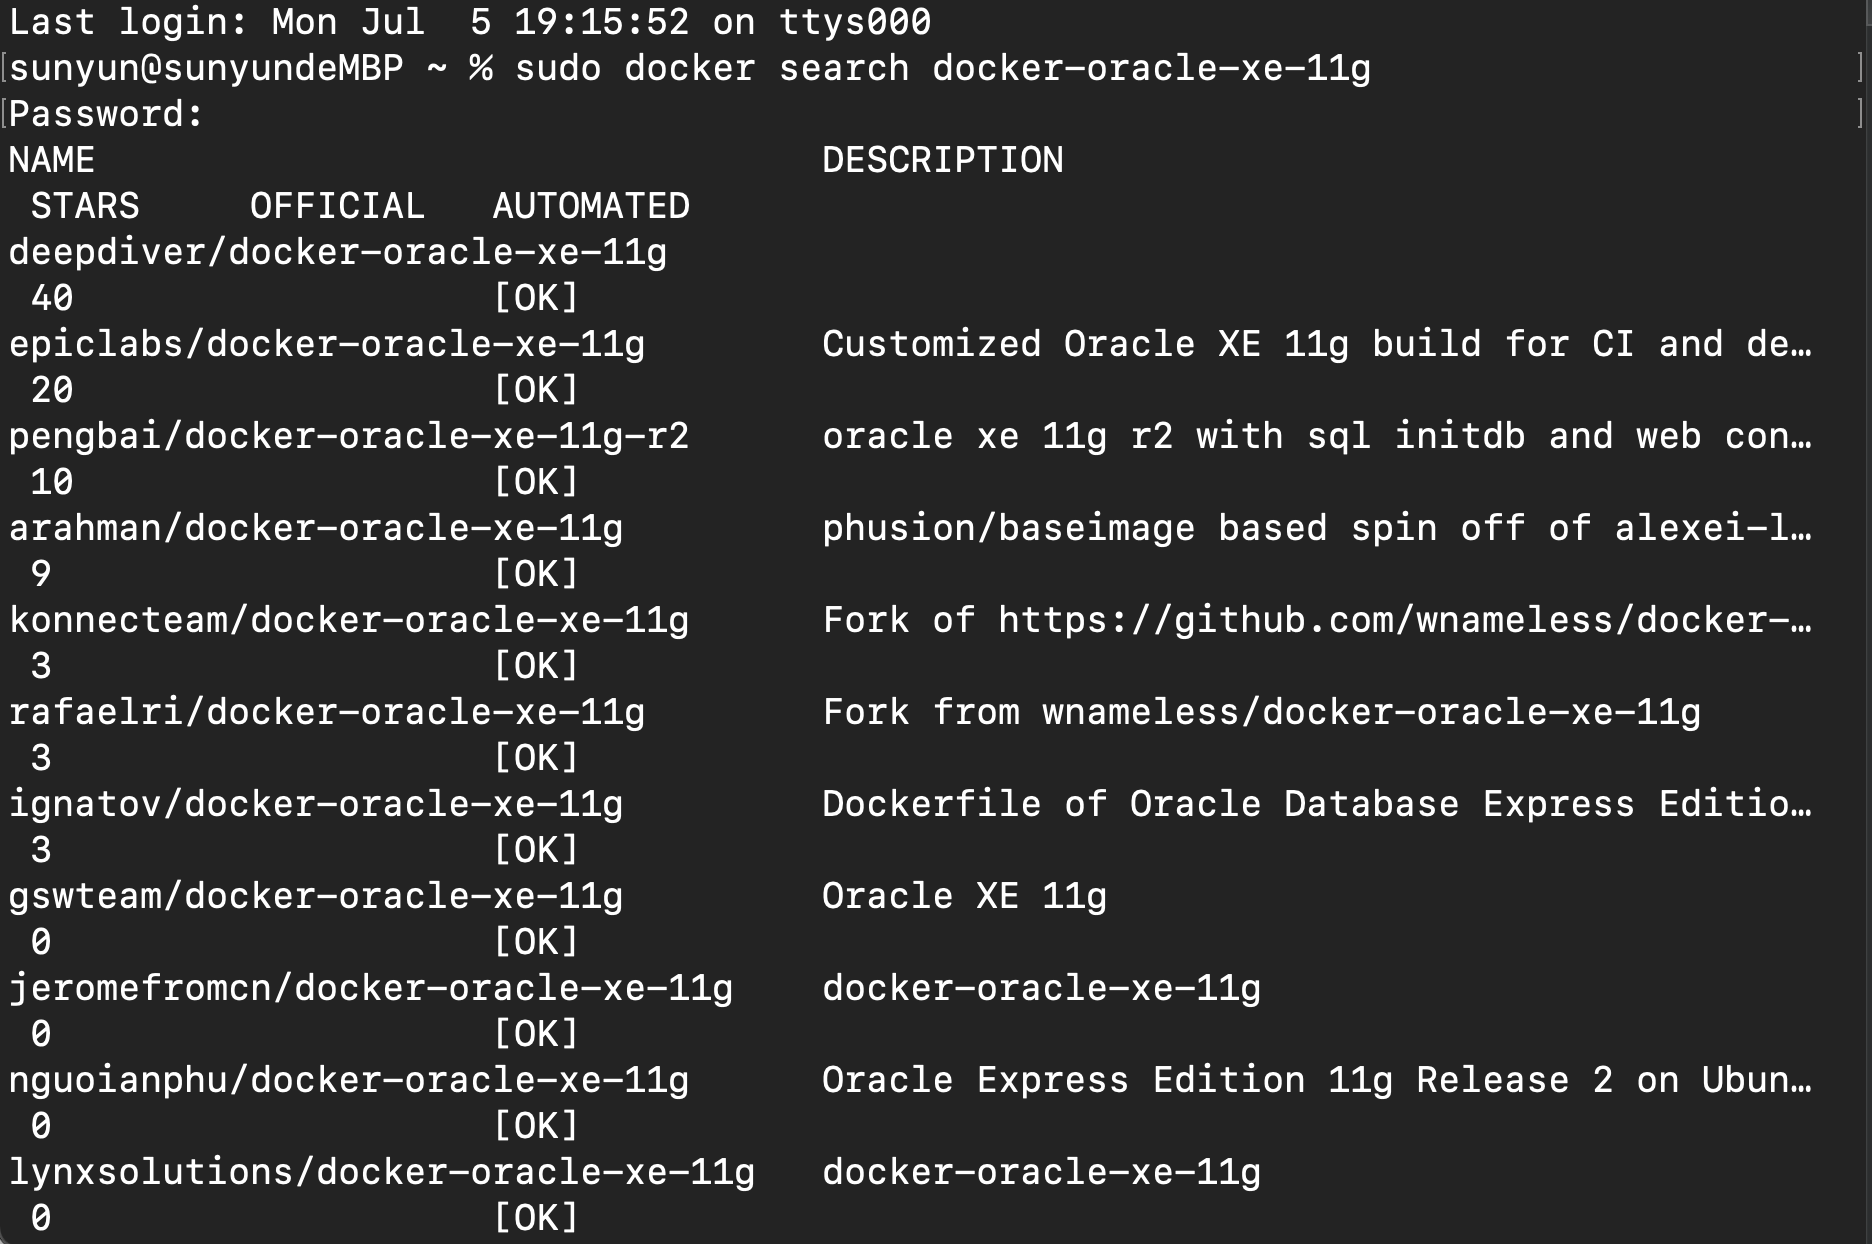 Last login: Mon Jul  5 19:15:52 on ttys000
[sunyun@sunyundeMBP ~ % sudo docker search docker-oracle-xe-11g ]
[Password: ]
NAME                                 DESCRIPTION
 STARS     OFFICIAL   AUTOMATED
deepdiver/docker-oracle-xe-11g
 40                   [OK]
epiclabs/docker-oracle-xe-11g        Customized Oracle XE 11g build for CI and de…
 20                   [OK]
pengbai/docker-oracle-xe-11g-r2      oracle xe 11g r2 with sql initdb and web con…
 10                   [OK]
arahman/docker-oracle-xe-11g         phusion/baseimage based spin off of alexei-l…
 9                    [OK]
konnecteam/docker-oracle-xe-11g      Fork of https://github.com/wnameless/docker-…
 3                    [OK]
rafaelri/docker-oracle-xe-11g        Fork from wnameless/docker-oracle-xe-11g
 3                    [OK]
ignatov/docker-oracle-xe-11g         Dockerfile of Oracle Database Express Editio…
 3                    [OK]
gswteam/docker-oracle-xe-11g         Oracle XE 11g
 0                    [OK]
jeromefromcn/docker-oracle-xe-11g    docker-oracle-xe-11g
 0                    [OK]
nguoianphu/docker-oracle-xe-11g      Oracle Express Edition 11g Release 2 on Ubun…
 0                    [OK]
lynxsolutions/docker-oracle-xe-11g   docker-oracle-xe-11g
 0                    [OK]